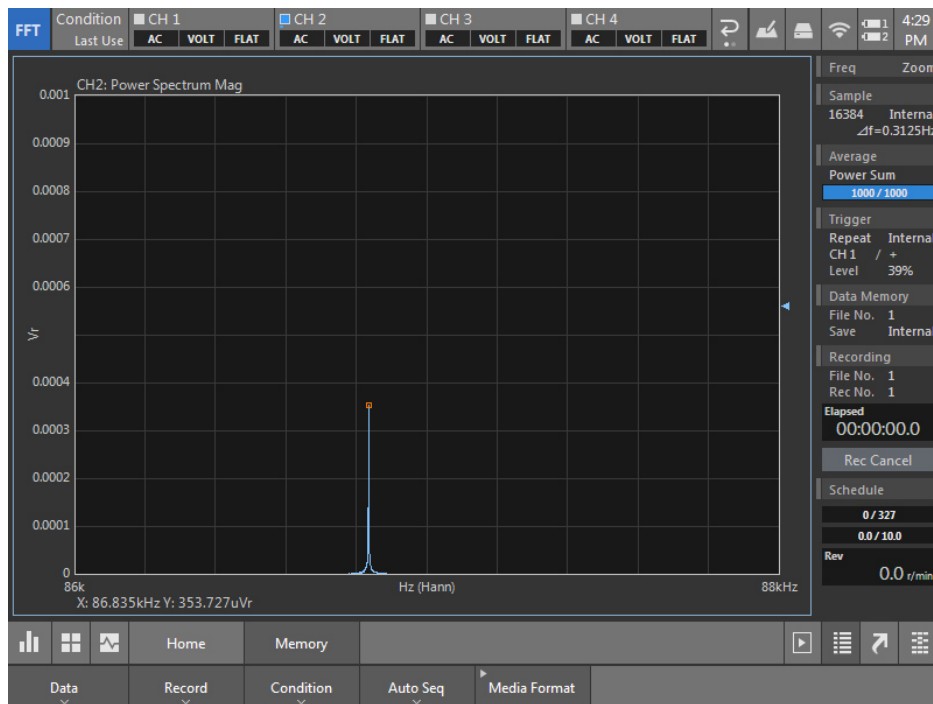 FFT
Condition
Last Use
CH 1
AC VOLT FLAT
CH 2
AC VOLT FLAT
CH 3
AC VOLT FLAT
CH 4
AC VOLT FLAT
1
2
4:29
PM
CH2: Power Spectrum Mag
0.001
0.0009
0.0008
0.0007
0.0006
Vr
0.0004
0.0003
0.0002
0.0001
0
86k
Hz (Hann)
88kHz
X: 86.835kHz Y: 353.727uVr
Freq Zoom
Sample
16384 Interna
⊿f=0.3125Hz
Average
Power Sum
1000 / 1000
Trigger
Repeat Interna
CH 1 / +
Level 39%
Data Memory
File No. 1
Save Interna
Recording
File No. 1
Rec No. 1
Elapsed
00:00:00.0
Rec Cancel
Schedule
0 / 327
0.0 / 10.0
Rev
0.0 r/min
Home
Memory
Data
Record
Condition
Auto Seq
Media Format